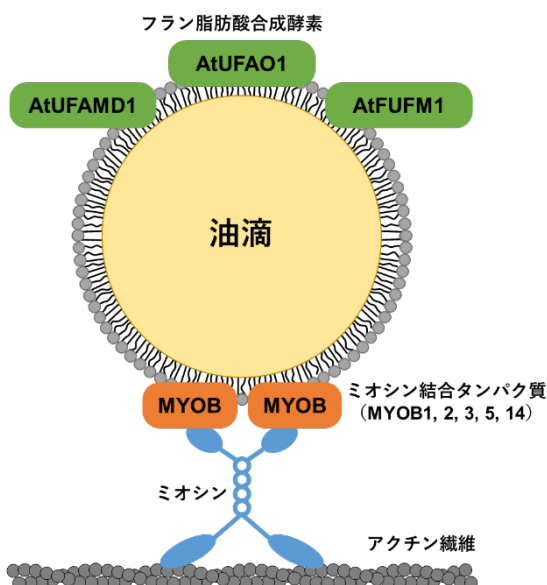 フラン脂肪酸合成酵素
AtUFAO1
AtUFAMD1
AtFUFM1
油滴
MYOB
MYOB
ミオシン結合タンパク質
（MYOB1, 2, 3, 5, 14）
ミオシン
アクチン繊維